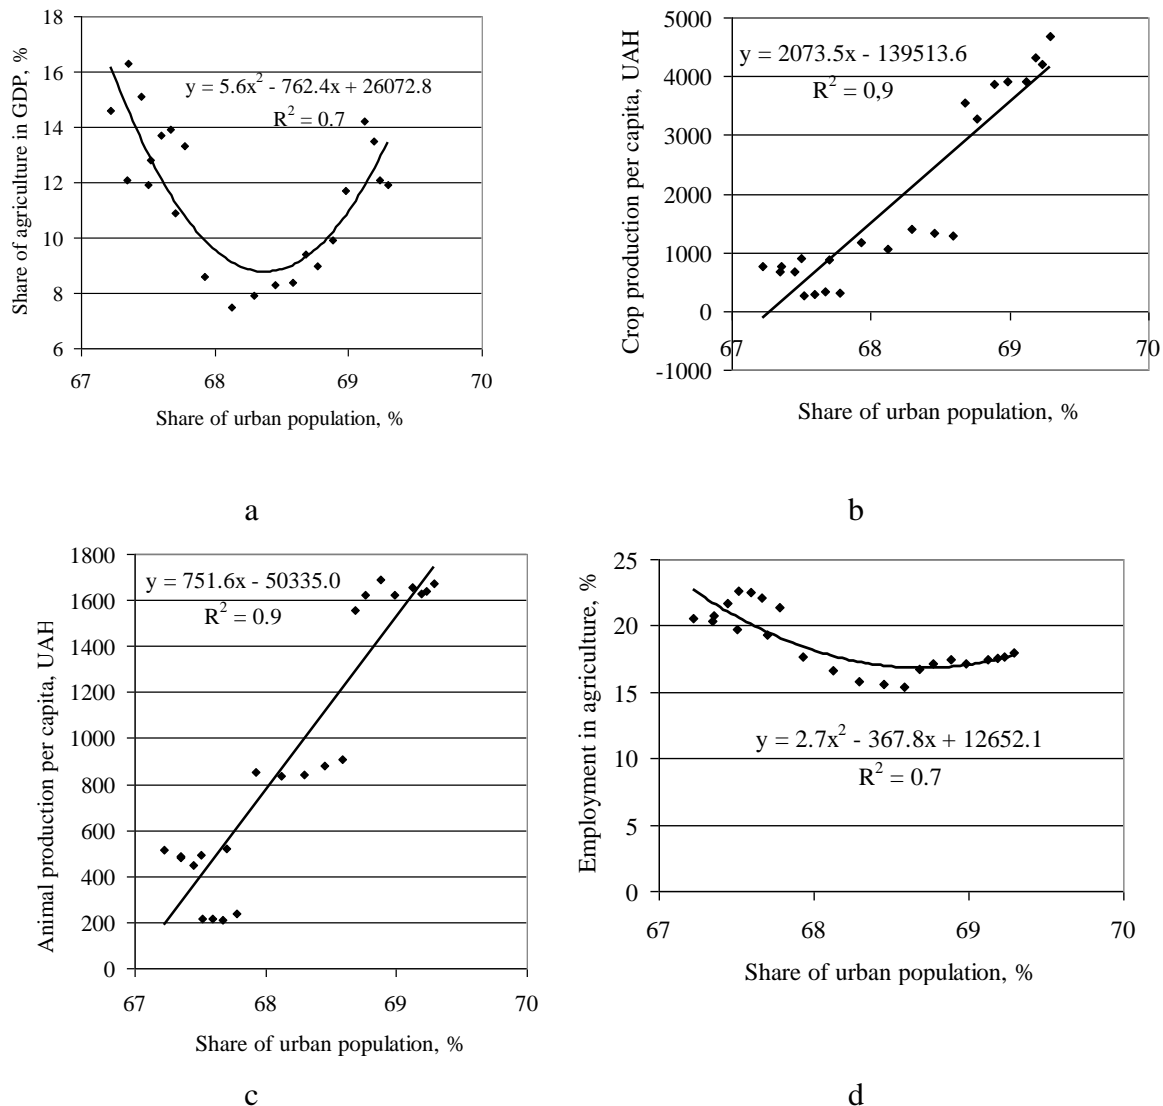 18
16
14
12
10
8
6
67
68
69
70
Share of agriculture in GDP, %
y = 5.6x² - 762.4x + 26072.8
R² = 0.7
Share of urban population, %
a
5000
4000
3000
2000
1000
0
-1000
67
68
69
70
Crop production per capita, UAH
y = 2073.5x - 139513.6
R² = 0,9
Share of urban population, %
b
1800
1600
1400
1200
1000
800
600
400
200
0
67
68
69
70
Animal production per capita, UAH
y = 751.6x - 50335.0
R² = 0.9
Share of urban population, %
c
25
20
15
10
5
0
67
68
69
70
Employment in agriculture, %
y = 2.7x² - 367.8x + 12652.1
R² = 0.7
Share of urban population, %
d